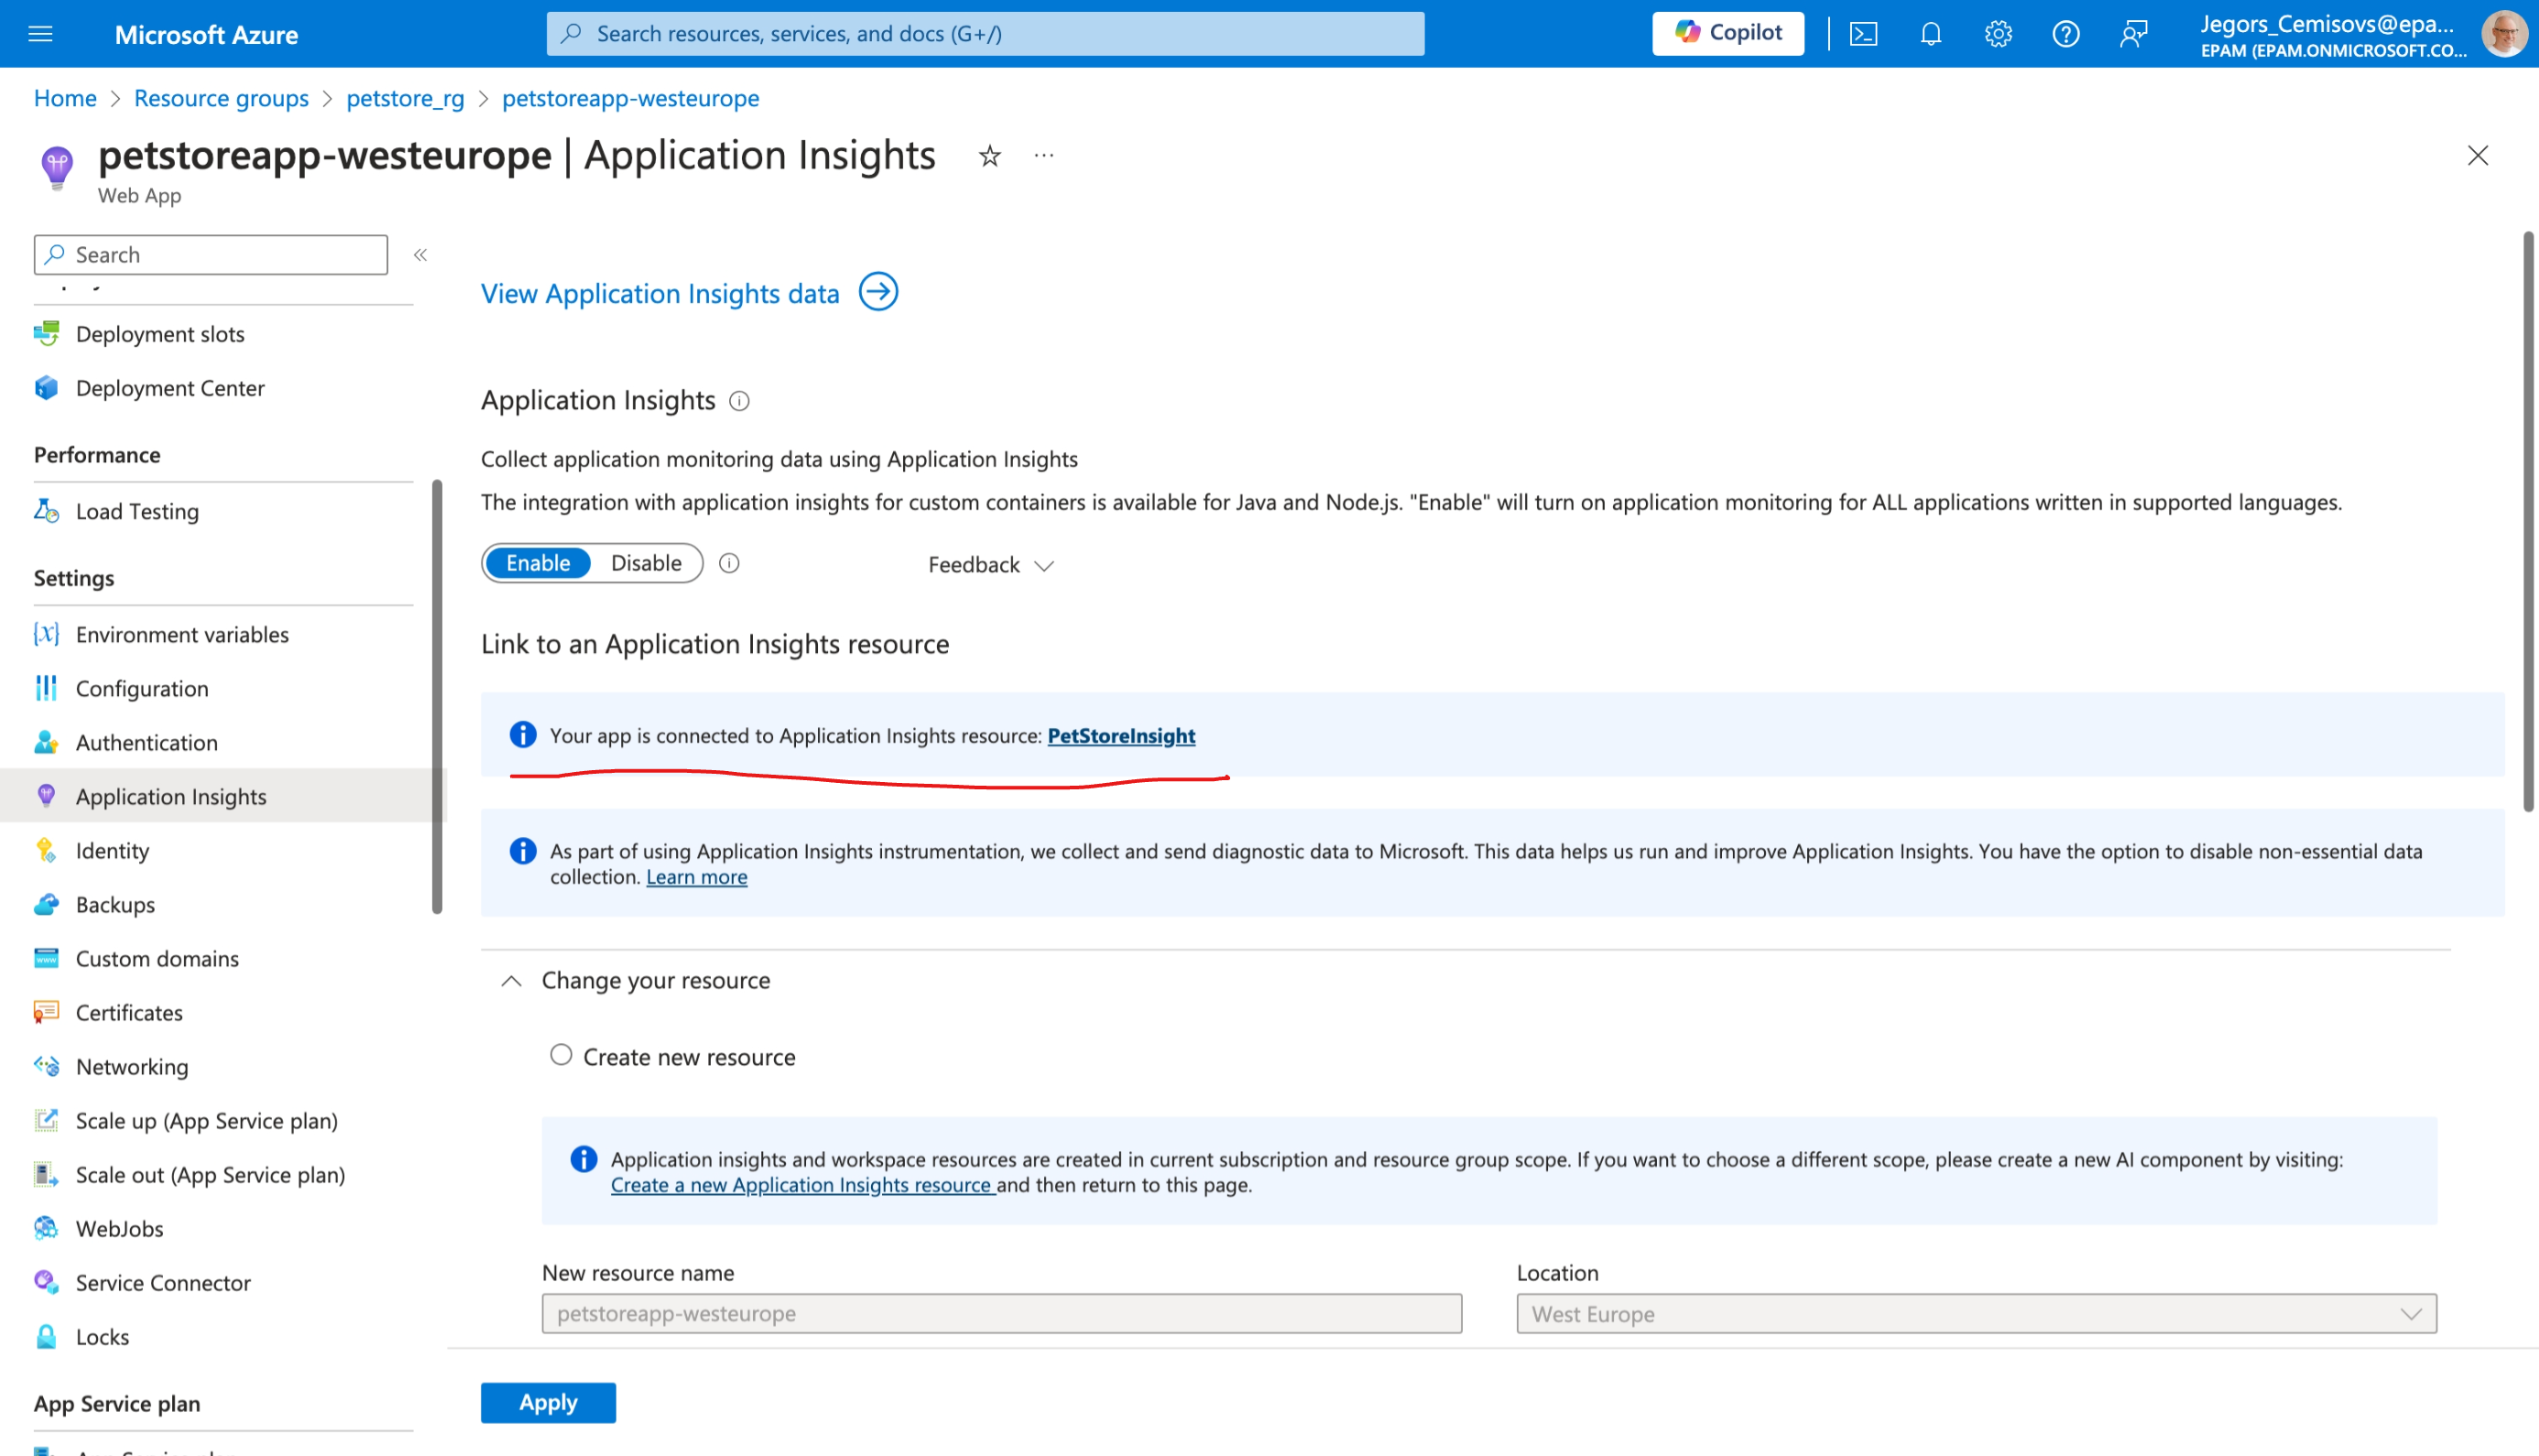 Microsoft Azure
Search resources, services, and docs (G+/)
Copilot
Jegors_Cemisovs@epa...
EPAM (EPAM.ONMICROSOFT.CO...
Home > Resource groups > petstore_rg > petstoreapp-westeurope
petstoreapp-westeurope | Application Insights
Web App
Search
Deployment slots
Deployment Center
Performance
Load Testing
Settings
Environment variables
Configuration
Authentication
Application Insights
Identity
Backups
Custom domains
Certificates
Networking
Scale up (App Service plan)
Scale out (App Service plan)
WebJobs
Service Connector
Locks
App Service plan
View Application Insights data
Application Insights
Collect application monitoring data using Application Insights
The integration with application insights for custom containers is available for Java and Node.js. "Enable" will turn on application monitoring for ALL applications written in supported languages.
Enable Disable
Feedback
Link to an Application Insights resource
Your app is connected to Application Insights resource: PetStoreInsight
As part of using Application Insights instrumentation, we collect and send diagnostic data to Microsoft. This data helps us run and improve Application Insights. You have the option to disable non-essential data
collection. Learn more
Change your resource
Create new resource
Application insights and workspace resources are created in current subscription and resource group scope. If you want to choose a different scope, please create a new AI component by visiting:
Create a new Application Insights resource and then return to this page.
New resource name
petstoreapp-westeurope
Location
West Europe
Apply